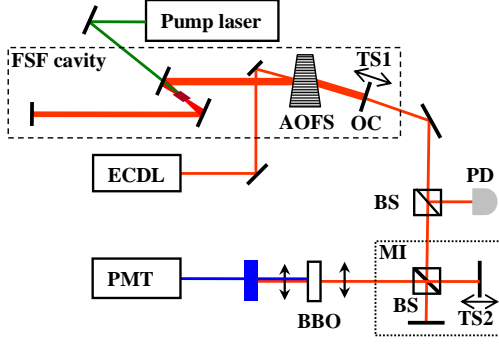 Pump laser
FSF cavity
TS1
AOFS
OC
ECDL
PD
BS
MI
PMT
BBO
BS
TS2